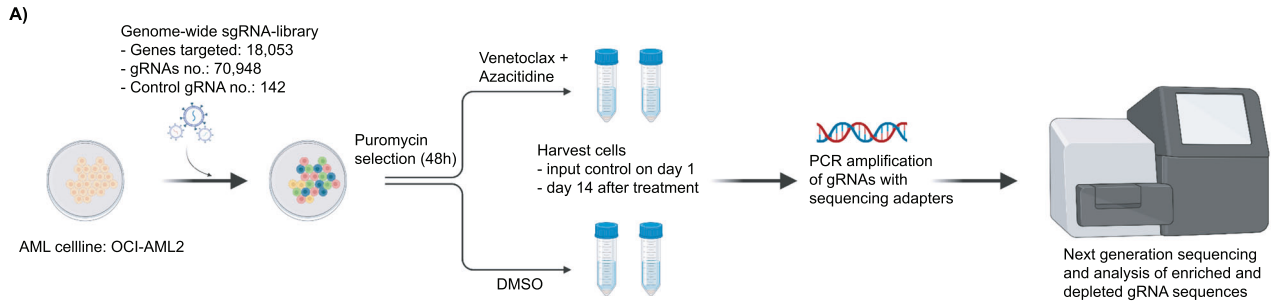 A)
Genome-wide sgRNA-library
- Genes targeted: 18,053
- gRNAs no.: 70,948
- Control gRNA no.: 142
AML cellline: OCI-AML2
Puromycin
selection (48h)
Venetoclax +
Azacitidine
Harvest cells
- input control on day 1
- day 14 after treatment
DMSO
PCR amplification
of gRNAs with
sequencing adapters
Next generation sequencing
and analysis of enriched and
depleted gRNA sequences